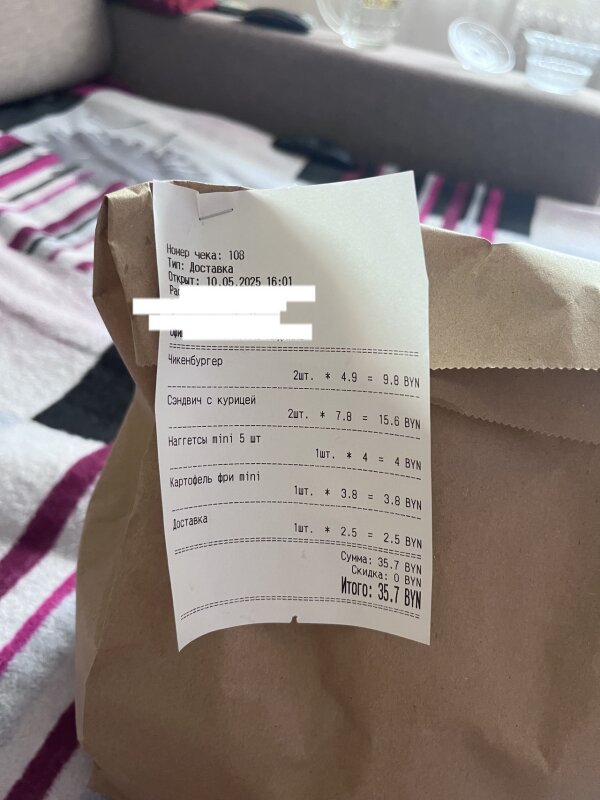 Номер чека: 108
Тип: Доставка
Открыт: 10.05.2025 16:01
Чикенбургер
2шт. * 4.9 = 9.8 BYN
Сэндвич с курицей
2шт. * 7.8 = 15.6 BYN
Наггетсы mini 5 шт
1шт. * 4 = 4 BYN
Картофель фри mini
1шт. * 3.8 = 3.8 BYN
Доставка
1шт. * 2.5 = 2.5 BYN
Сумма: 35.7 BYN
Скидка: 0 BYN
Итого: 35.7 BYN